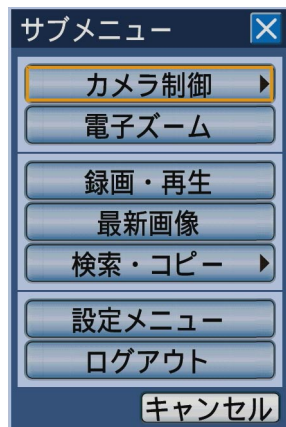 サブメニュー
カメラ制御
電子ズーム
録画・再生
最新画像
検索・コピー
設定メニュー
ログアウト
キャンセル